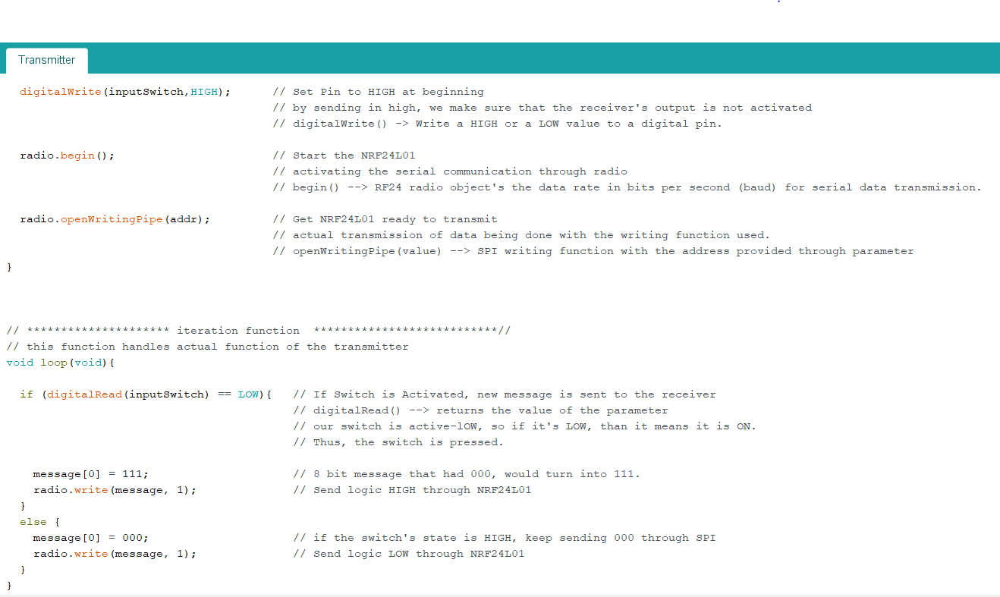 Transmitter
digitalWrite(inputSwitch,HIGH);      // Set Pin to HIGH at beginning
// by sending in high, we make sure that the receiver's output is not activated
// digitalWrite() -> Write a HIGH or a LOW value to a digital pin.
radio.begin();                       // Start the NRF24L01
// activating the serial communication through radio
// begin() --> RF24 radio object's the data rate in bits per second (baud) for serial data transmission.
radio.openWritingPipe(addr);         // Get NRF24L01 ready to transmit
// actual transmission of data being done with the writing function used.
// openWritingPipe(value) --> SPI writing function with the address provided through parameter
}
// ********************* iteration function  ***************************//
// this function handles actual function of the transmitter
void loop(void){
if (digitalRead(inputSwitch) == LOW){   // If Switch is Activated, new message is sent to the receiver
// digitalRead() --> returns the value of the parameter
// our switch is active-lOW, so if it's LOW, than it means it is ON.
// Thus, the switch is pressed.
message[0] = 111;                     // 8 bit message that had 000, would turn into 111.
radio.write(message, 1);              // Send logic HIGH through NRF24L01
}
else {
message[0] = 000;                     // if the switch's state is HIGH, keep sending 000 through SPI
radio.write(message, 1);              // Send logic LOW through NRF24L01
}
}